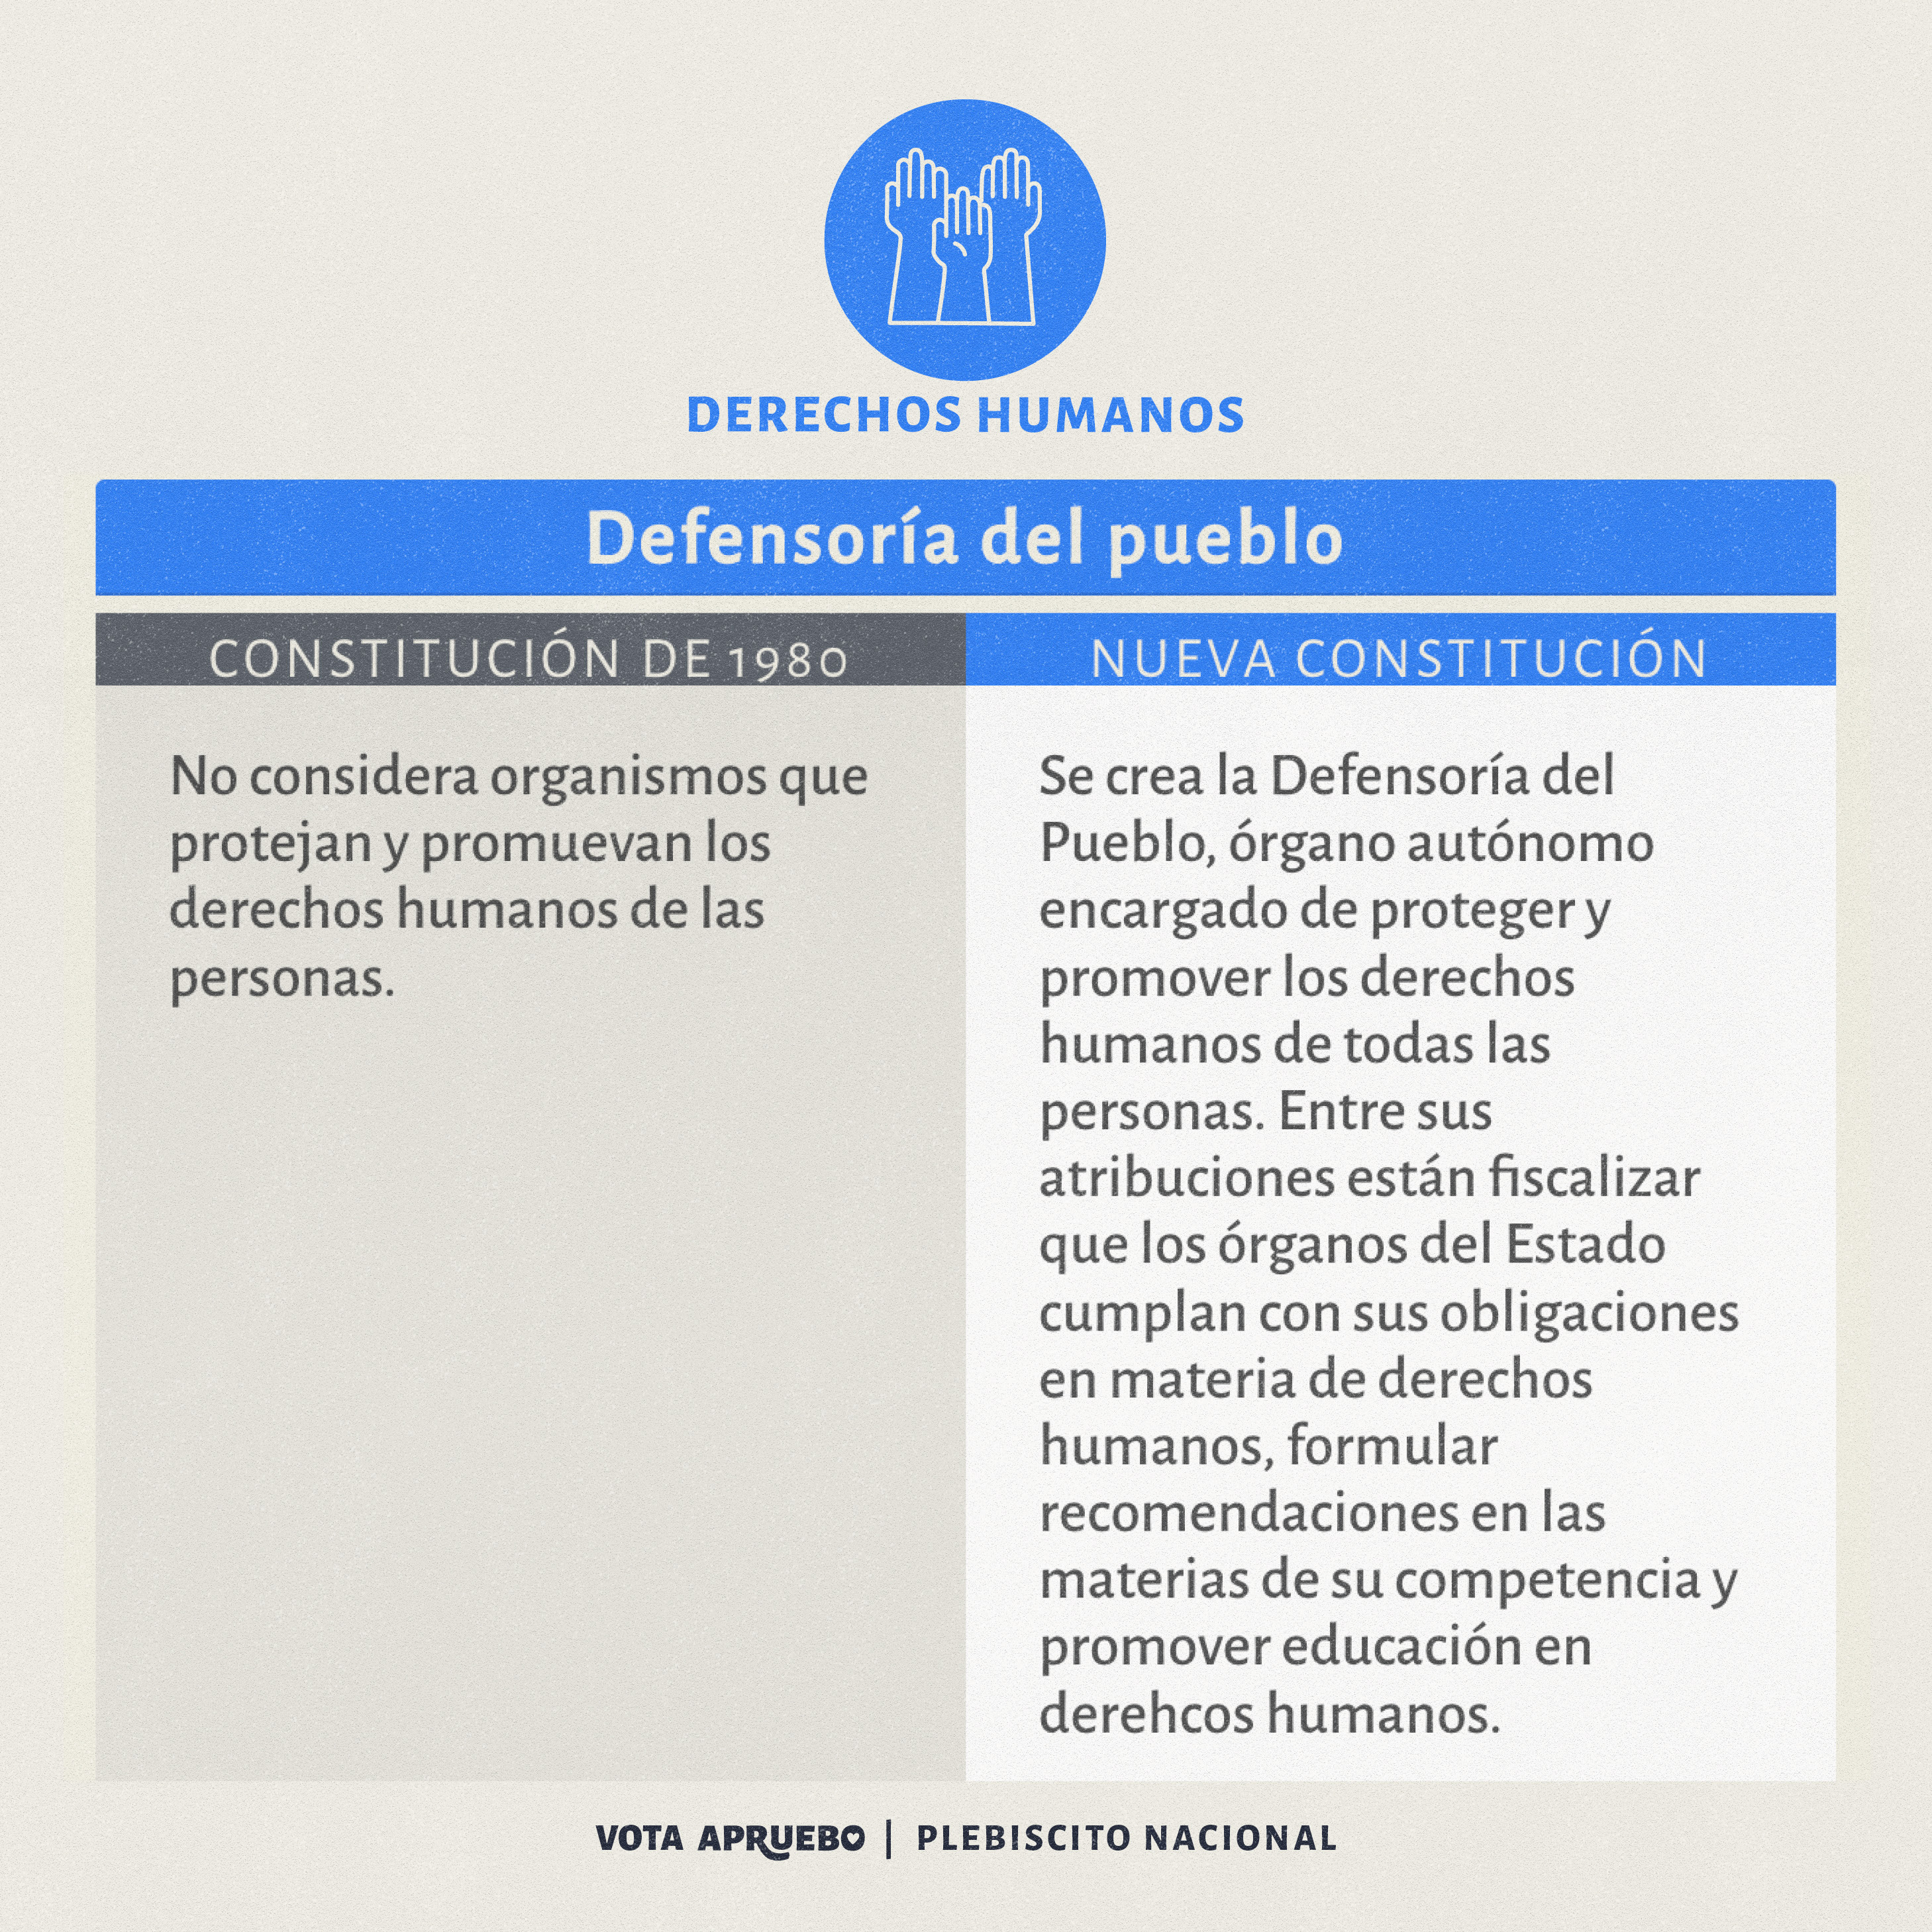 DERECHOS HUMANOS
Defensoría del pueblo
CONSTITUCIÓN DE 1980
No considera organismos que
protejan y promuevan los
derechos humanos de las
personas.
NUEVA CONSTITUCIÓN
Se crea la Defensoría del
Pueblo, órgano autónomo
encargado de proteger y
promover los derechos
humanos de todas las
personas. Entre sus
atribuciones están fiscalizar
que los órganos del Estado
cumplan con sus obligaciones
en materia de derechos
humanos, formular
recomendaciones en las
materias de su competencia y
promover educación en
derehcos humanos.
VOTA APRUEBO | PLEBISCITO NACIONAL